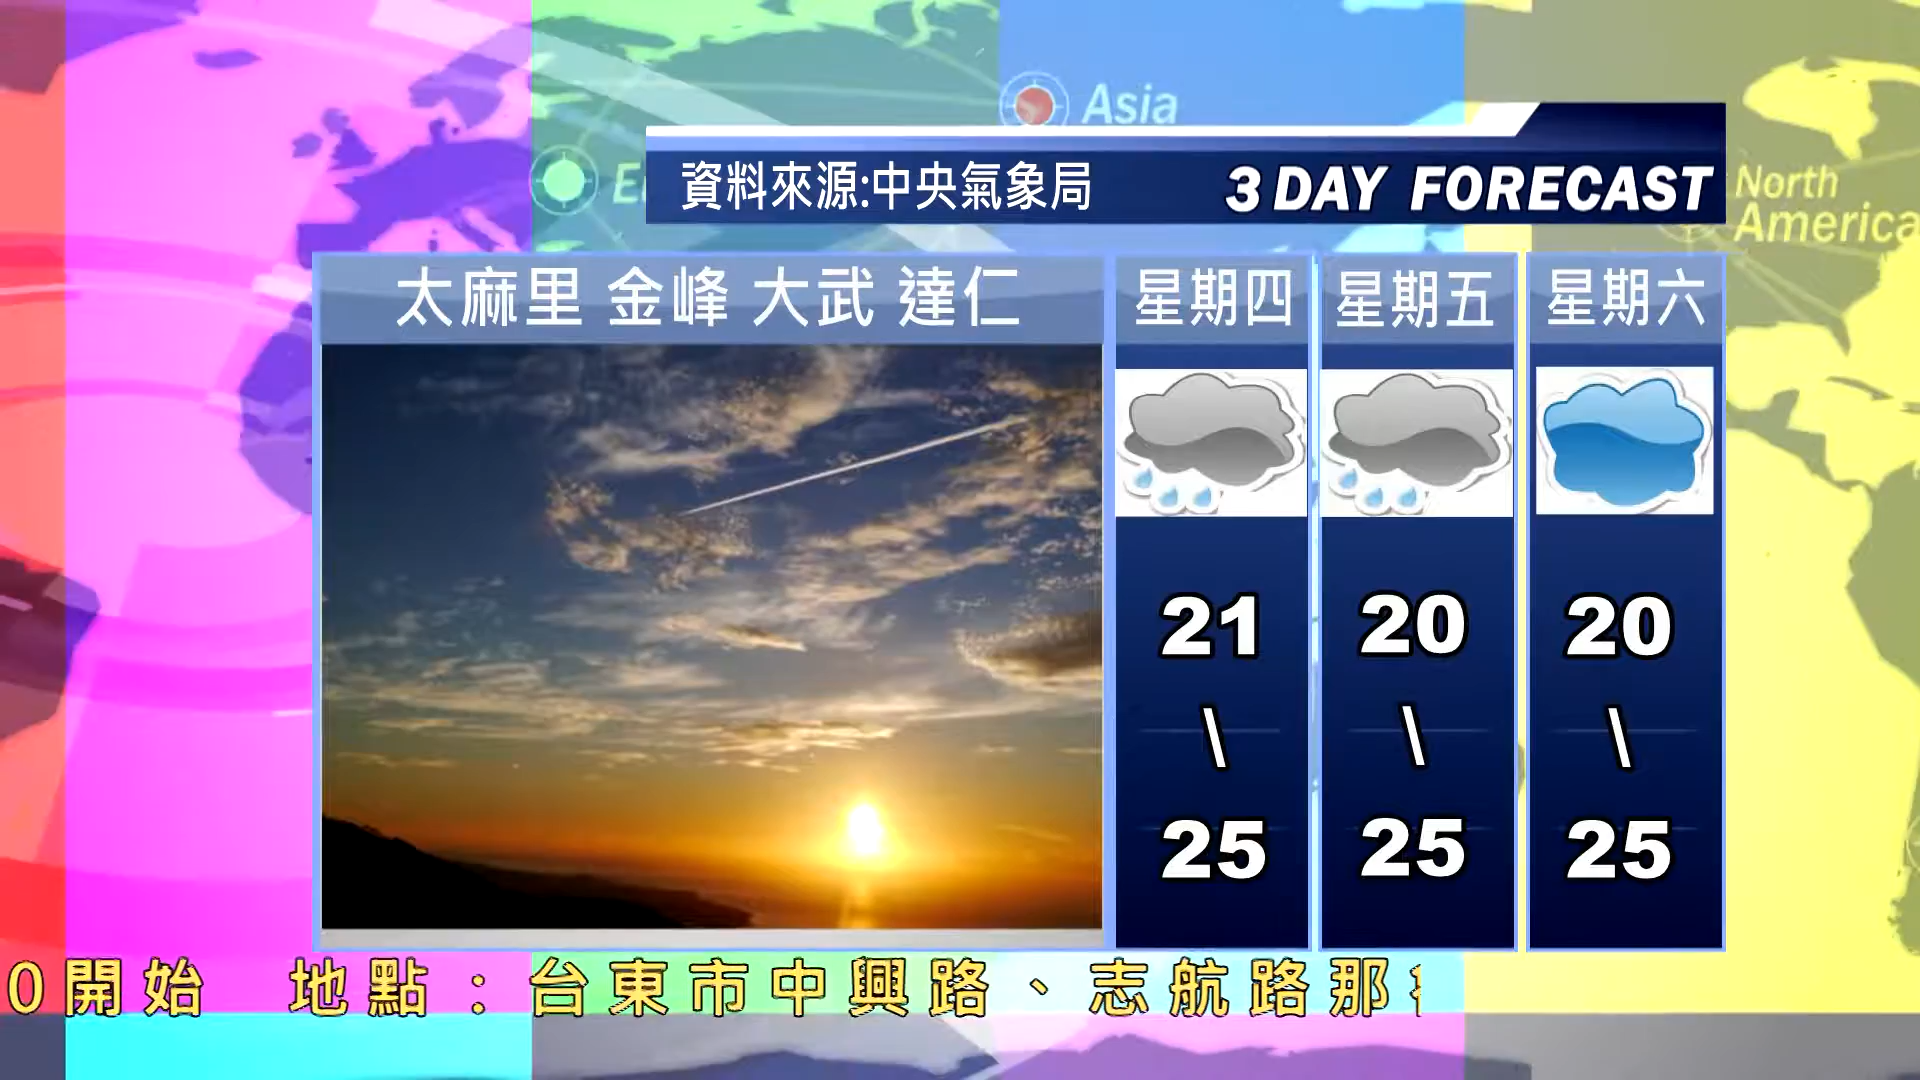 Asia
資料來源:中央氣象局
3 DAY FORECAST
North
America
太麻里 金峰 大武 達仁
星期四
星期五
星期六
21
20
20
\
\
\
25
25
25
0開始 地點：台東市中興路、志航路那